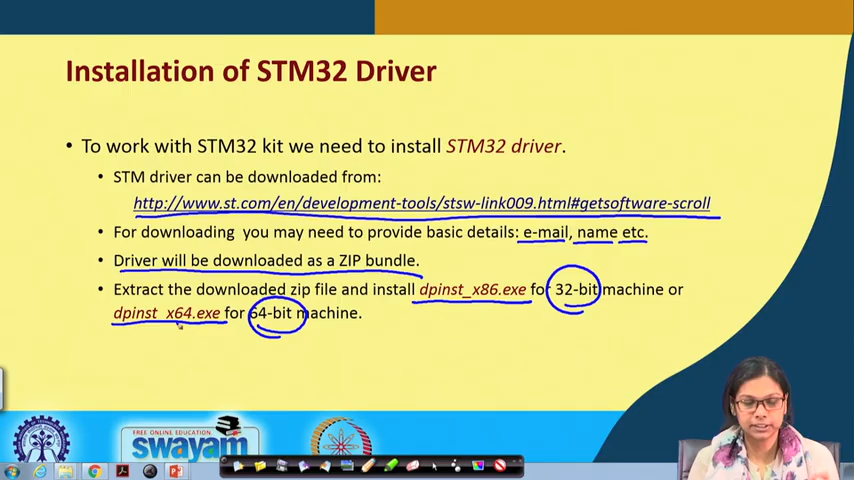 Installation of STM32 Driver
• To work with STM32 kit we need to install STM32 driver.
• STM driver can be downloaded from:
http://www.st.com/en/development-tools/stsw-link009.html#getsoftware-scroll
• For downloading you may need to provide basic details: e-mail, name etc.
• Driver will be downloaded as a ZIP bundle.
• Extract the downloaded zip file and install dpinst_x86.exe for 32-bit machine or
dpinst_x64.exe for 64-bit machine.
FREE ONLINE EDUCATION
swayam